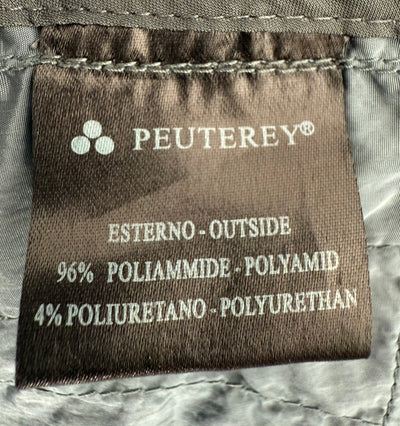 PEUTEREY®
ESTERNO - OUTSIDE
96% POLIAMMIDE - POLYAMID
4% POLIURETANO - POLYURETHAN